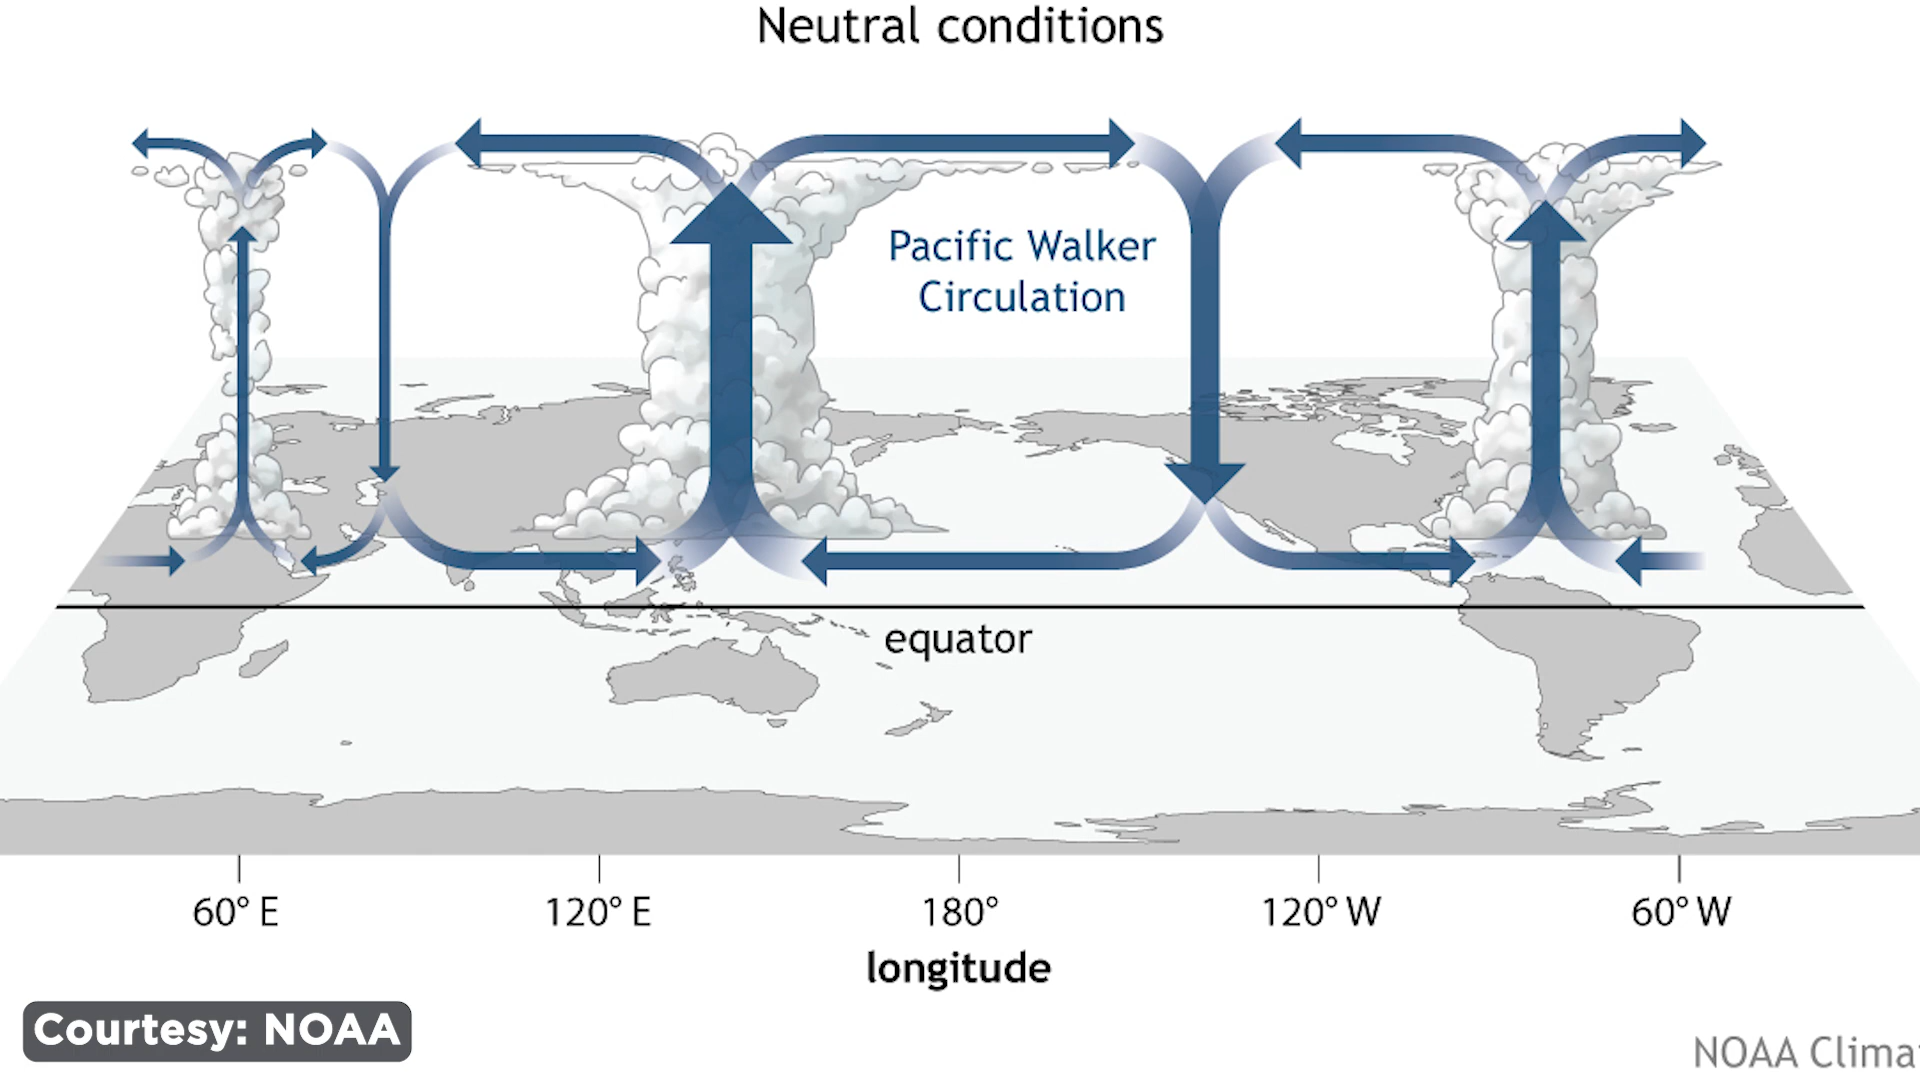 Neutral conditions
Pacific Walker
Circulation
equator
60° E
120° E
180°
120° W
60° W
longitude
Courtesy: NOAA
NOAA Clima